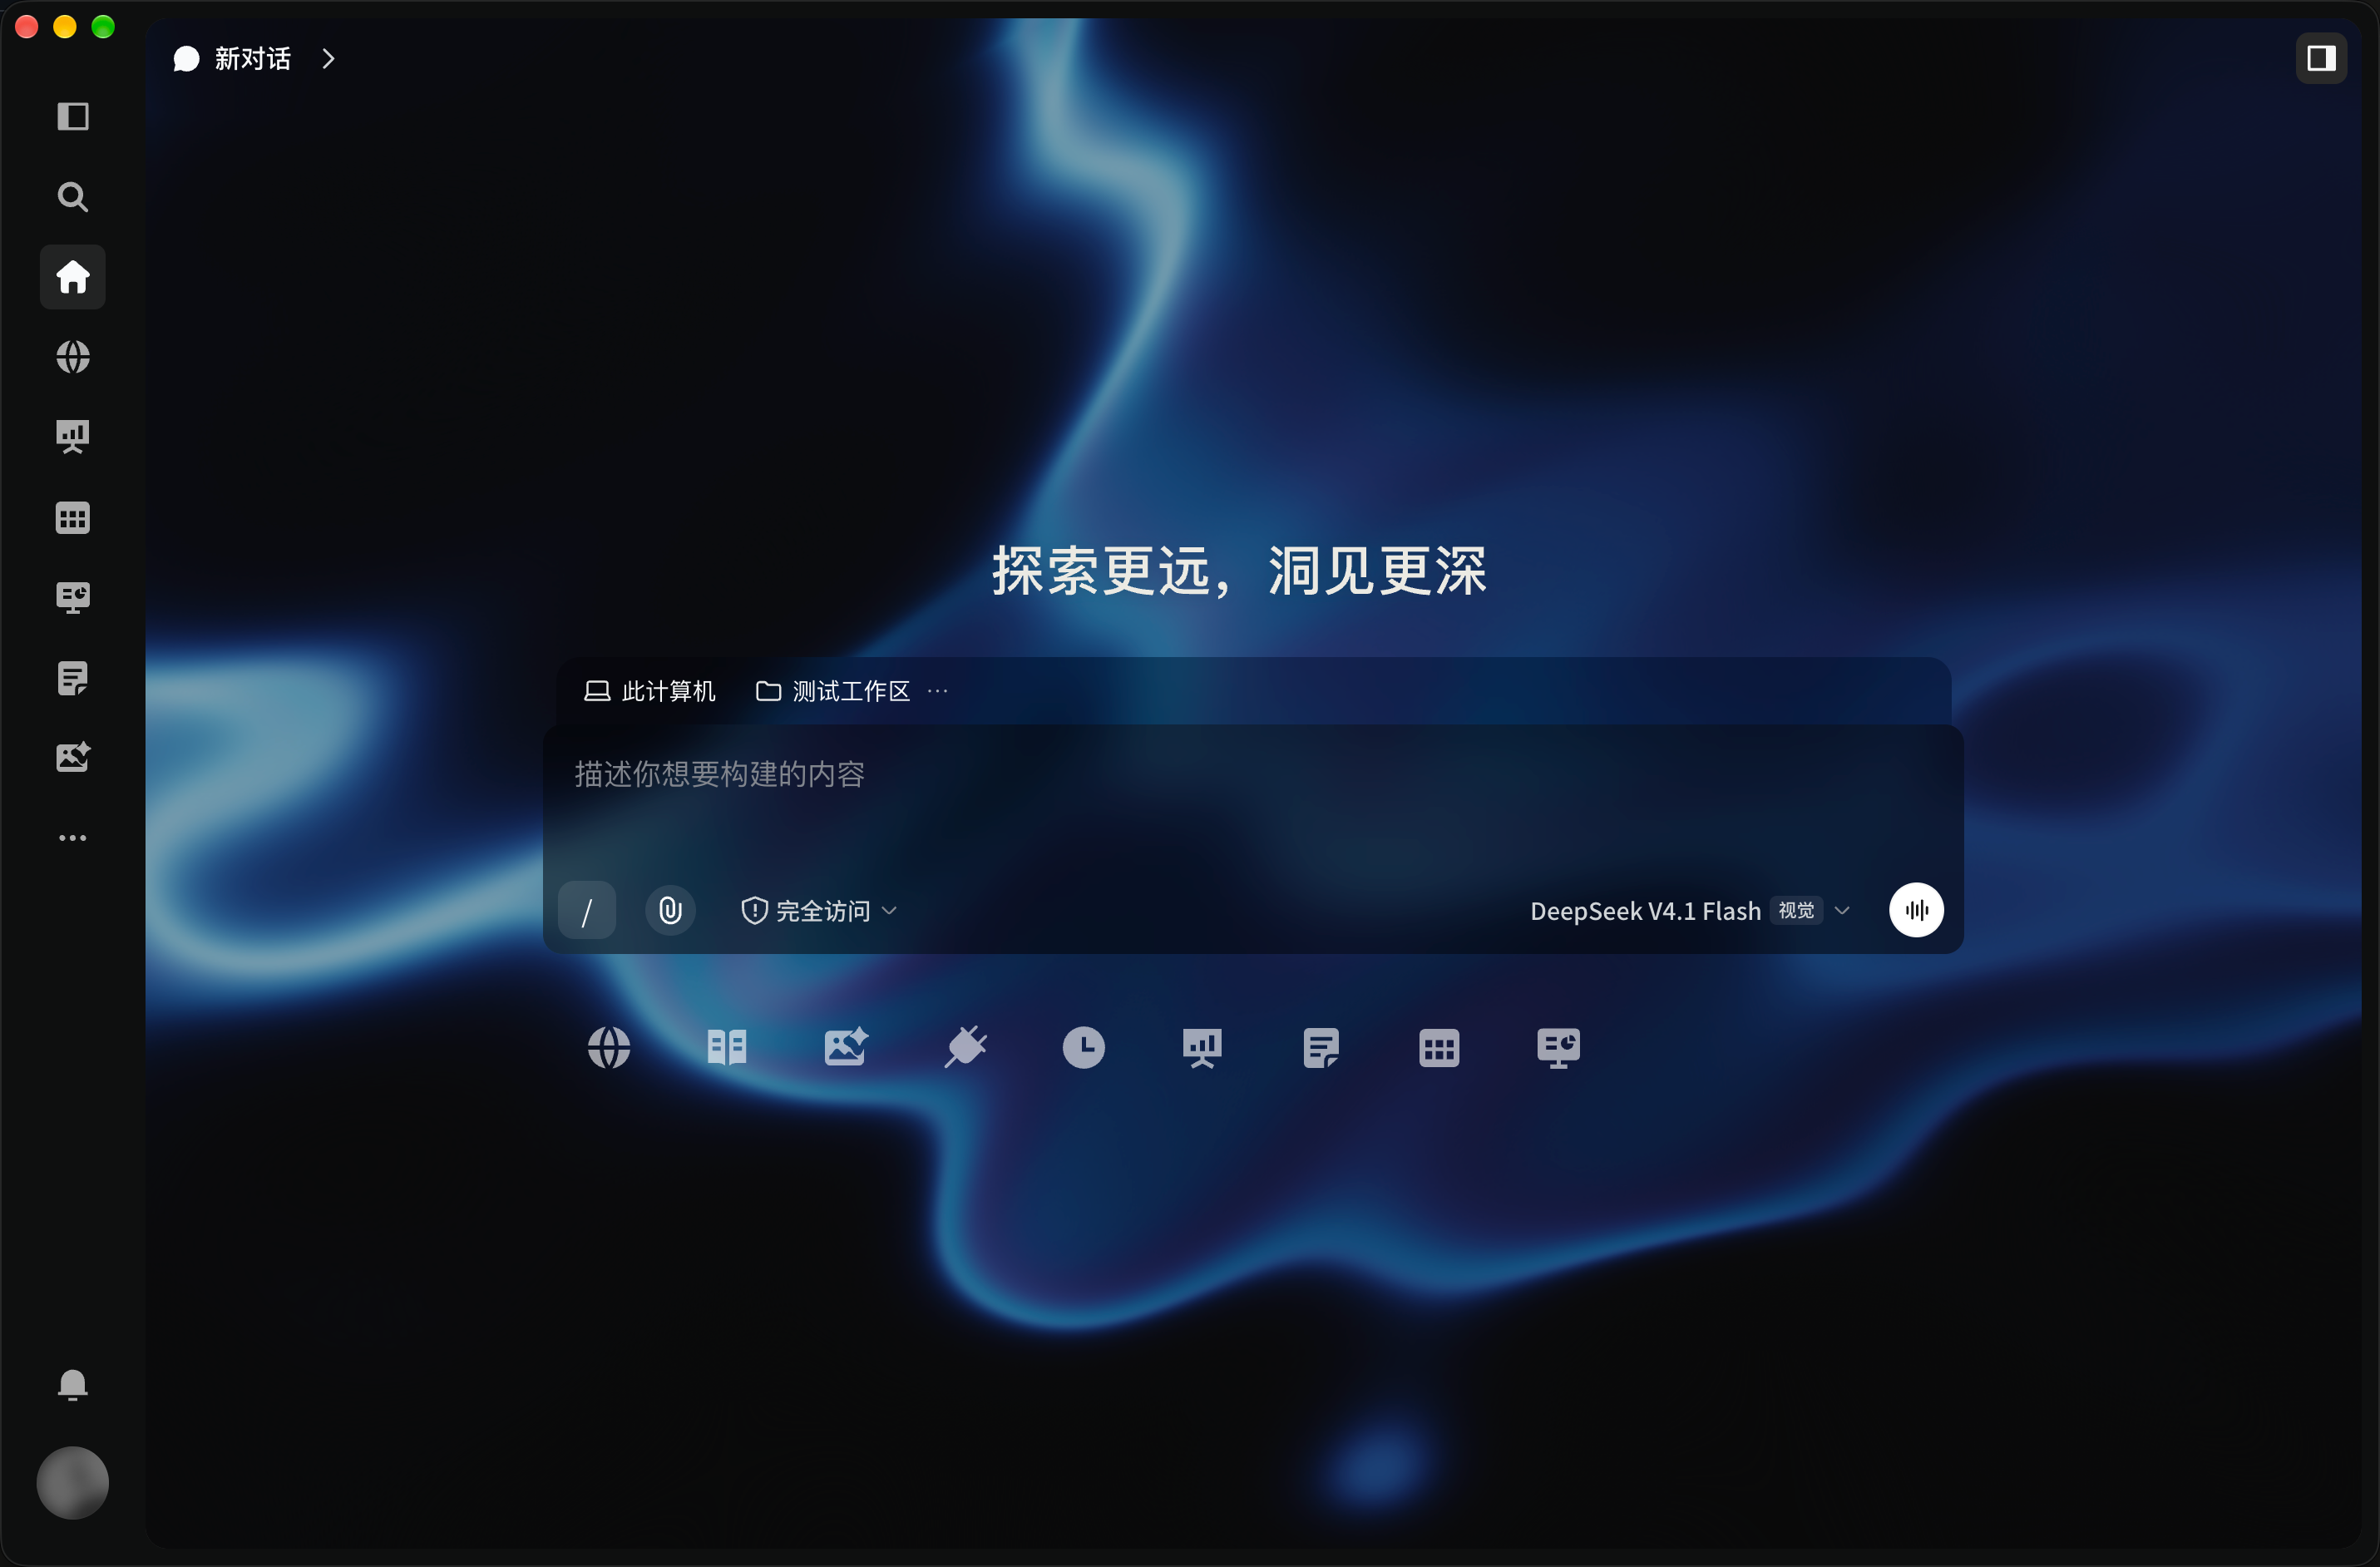 新对话
探索更远，洞见更深
此计算机 测试工作区 ···
描述你想要构建的内容
/ 完全访问 DeepSeek V4.1 Flash 视觉